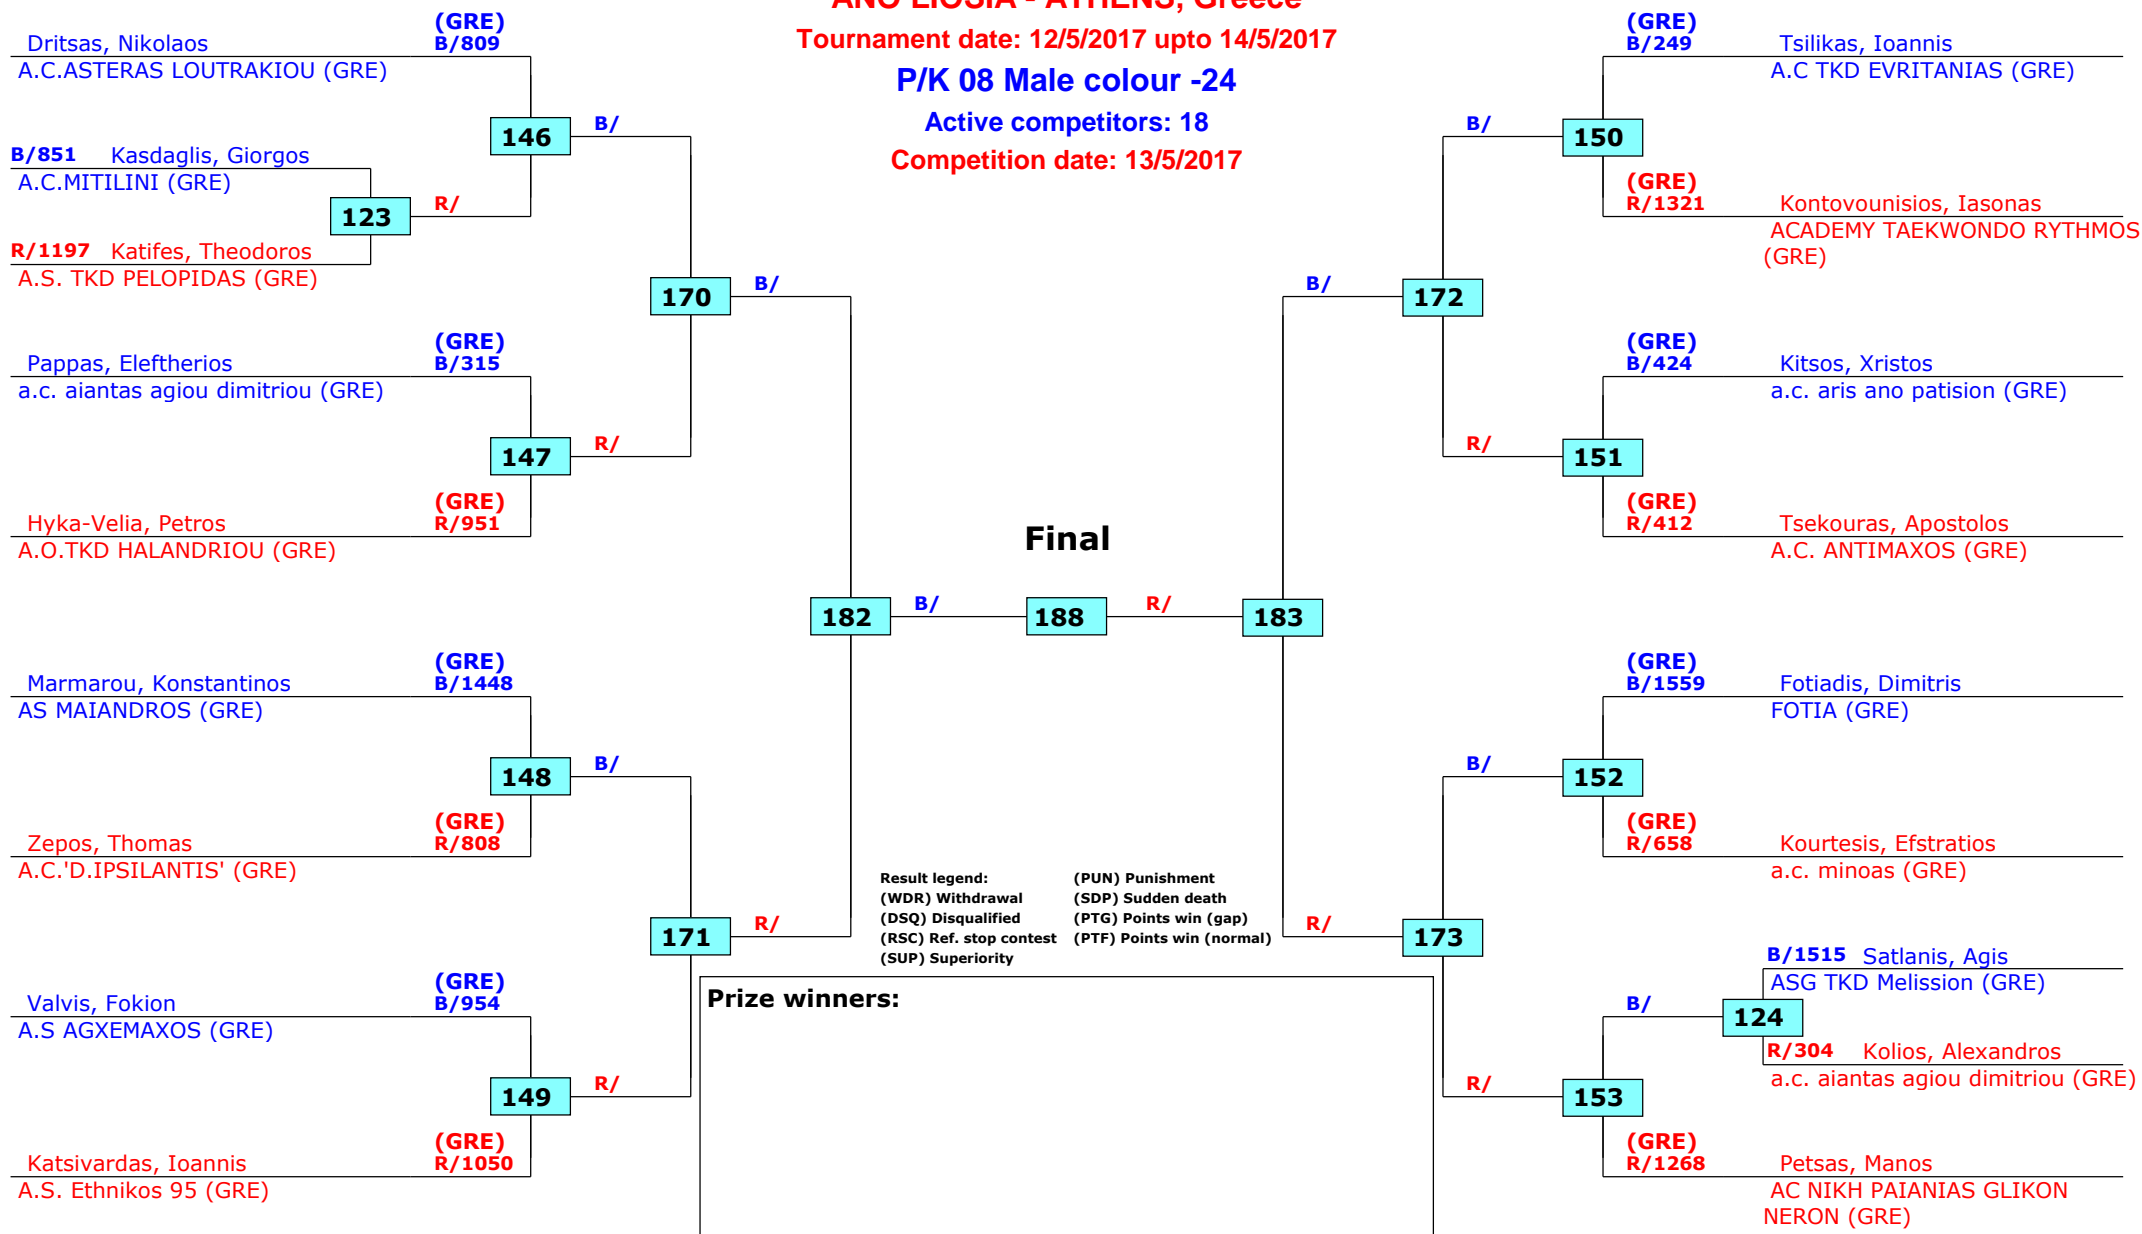 ANO LIOSIA - ATHENS, Greece
Tournament date: 12/5/2017 upto 14/5/2017
P/K 08 Male colour -24
Active competitors: 18
Competition date: 13/5/2017
(GRE)
Dritsas, Nikolaos B/809
A.C.ASTERAS LOUTRAKIOU (GRE)
146
B/
B/851 Kasdaglis, Giorgos
A.C.MITILINI (GRE)
123
R/
R/1197 Katifes, Theodoros
A.S. TKD PELOPIDAS (GRE)
170
B/
(GRE)
Pappas, Eleftherios B/315
a.c. aiantas agiou dimitriou (GRE)
147
R/
(GRE)
Hyka-Velia, Petros R/951
A.O.TKD HALANDRIOU (GRE)
182
B/
(GRE)
Marmarou, Konstantinos B/1448
AS MAIANDROS (GRE)
148
B/
(GRE)
Zepos, Thomas R/808
A.C.'D.IPSILANTIS' (GRE)
171
R/
(GRE)
Valvis, Fokion B/954
A.S AGXEMAXOS (GRE)
149
R/
(GRE)
Katsivardas, Ioannis R/1050
A.S. Ethnikos 95 (GRE)
Final
188
R/
183
(GRE)
B/249 Tsilikas, Ioannis
A.C TKD EVRITANIAS (GRE)
B/
150
(GRE)
R/1321 Kontovounisios, Iasonas
ACADEMY TAEKWONDO RYTHMOS
(GRE)
B/
172
(GRE)
B/424 Kitsos, Xristos
a.c. aris ano patision (GRE)
R/
151
(GRE)
R/412 Tsekouras, Apostolos
A.C. ANTIMAXOS (GRE)
(GRE)
B/1559 Fotiadis, Dimitris
FOTIA (GRE)
B/
152
(GRE)
R/658 Kourtesis, Efstratios
a.c. minoas (GRE)
R/
173
B/1515 Satlanis, Agis
ASG TKD Melission (GRE)
B/
124
R/304 Kolios, Alexandros
a.c. aiantas agiou dimitriou (GRE)
R/
153
(GRE)
R/1268 Petsas, Manos
AC NIKH PAIANIAS GLIKON
NERON (GRE)
Result legend: (PUN) Punishment
(WDR) Withdrawal (SDP) Sudden death
(DSQ) Disqualified (PTG) Points win (gap)
(RSC) Ref. stop contest (PTF) Points win (normal)
(SUP) Superiority
Prize winners: